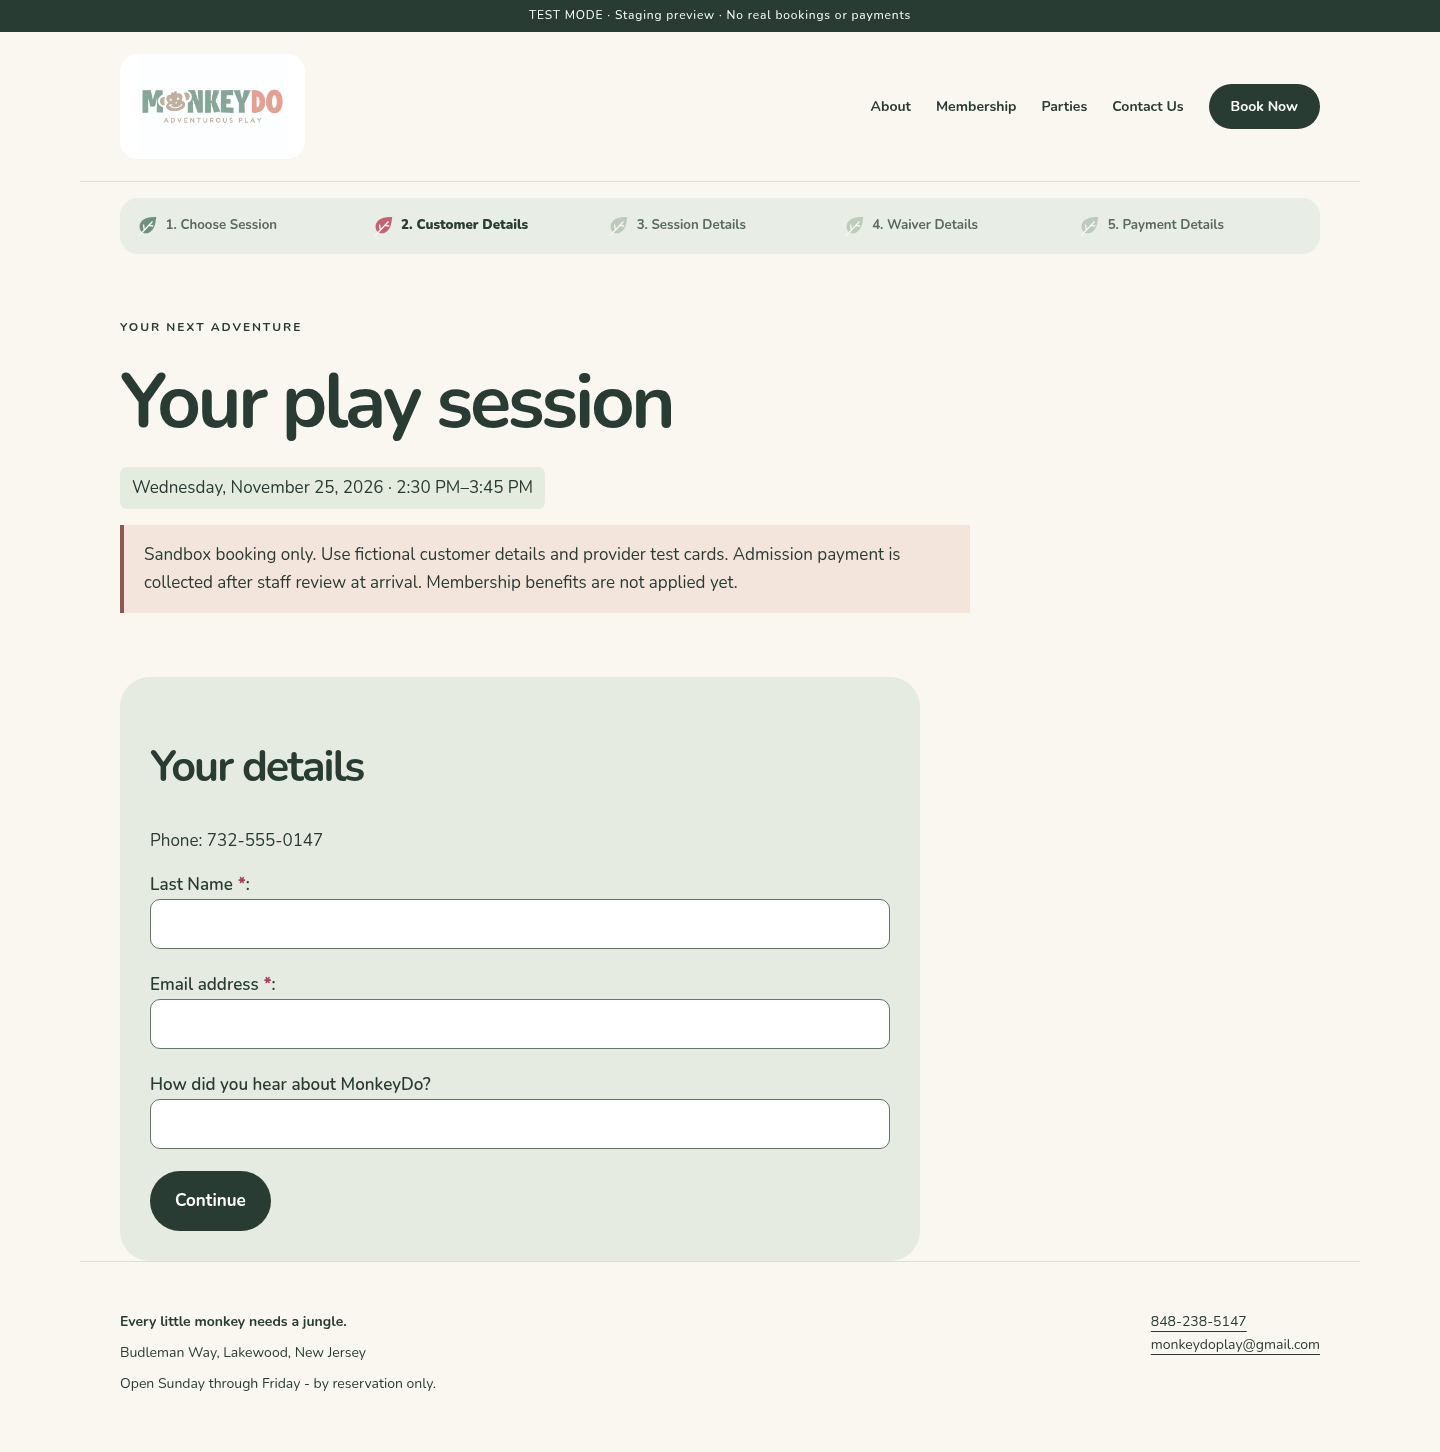 TEST MODE · Staging preview · No real bookings or payments
MONKEYDO
ADVENTUROUS PLAY
About Membership Parties Contact Us Book Now
1. Choose Session 2. Customer Details 3. Session Details 4. Waiver Details 5. Payment Details
YOUR NEXT ADVENTURE
Your play session
Wednesday, November 25, 2026 · 2:30 PM–3:45 PM
Sandbox booking only. Use fictional customer details and provider test cards. Admission payment is
collected after staff review at arrival. Membership benefits are not applied yet.
Your details
Phone: 732-555-0147
Last Name *:
Email address *:
How did you hear about MonkeyDo?
Continue
Every little monkey needs a jungle.
Budleman Way, Lakewood, New Jersey
Open Sunday through Friday - by reservation only.
848-238-5147
monkeydoplay@gmail.com